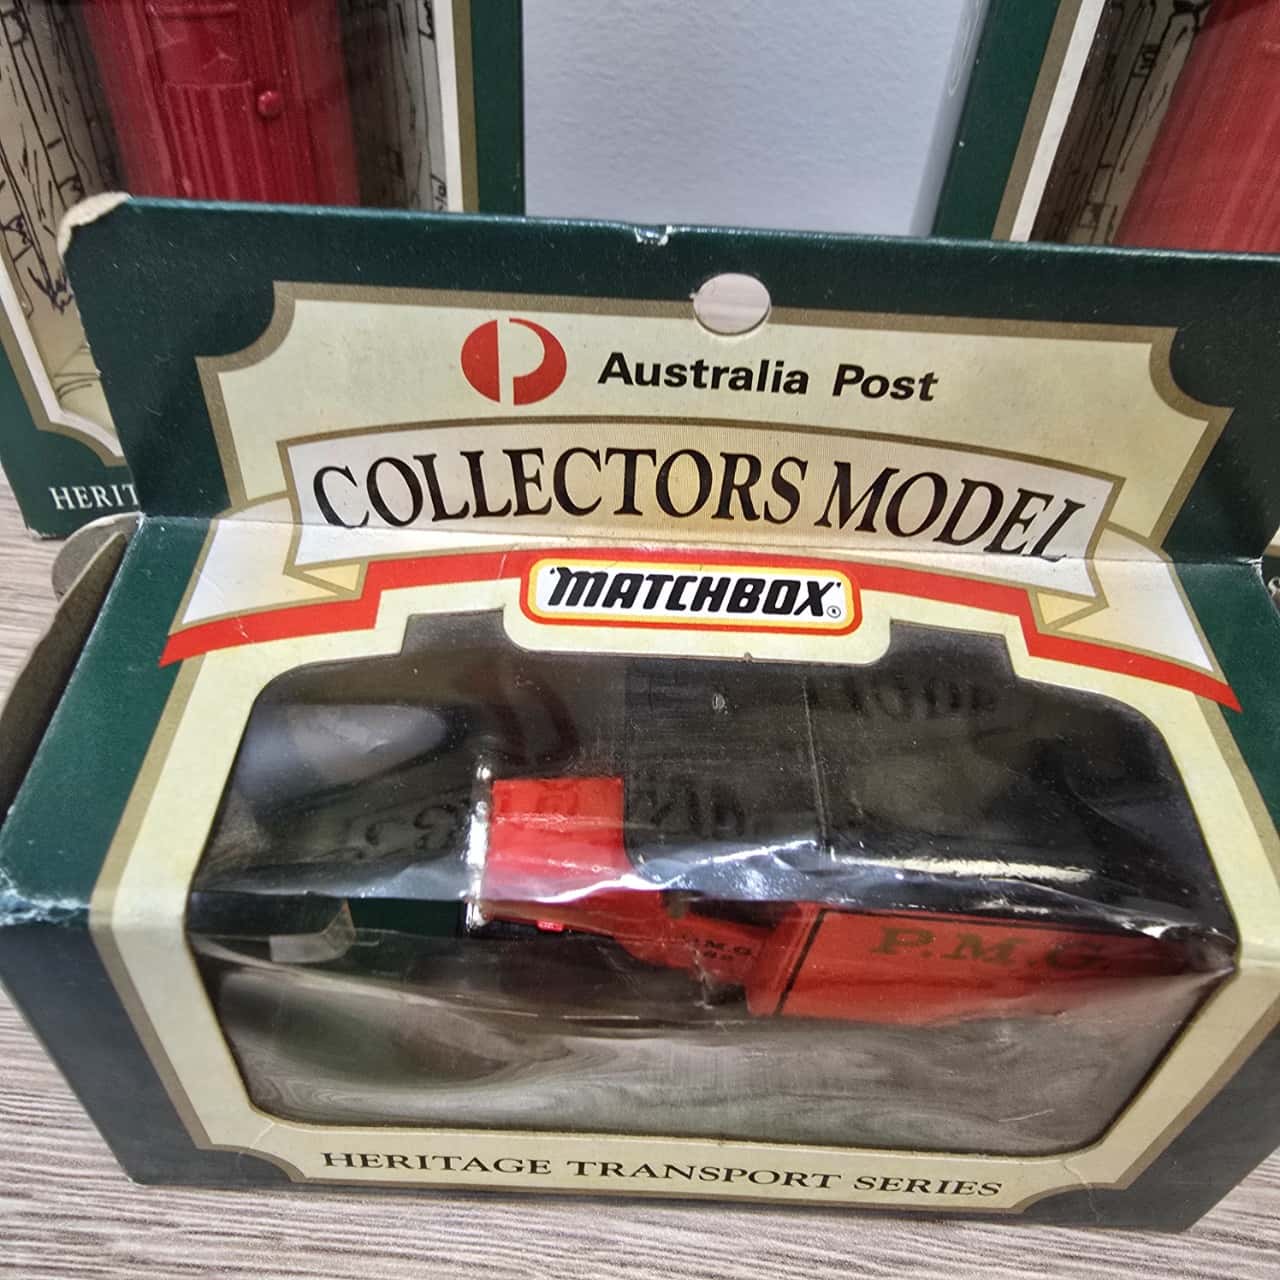 Australia Post
COLLECTORS MODEL
'MATCHBOX'®
P.M.G.
HERIT
HERITAGE TRANSPORT SERIES